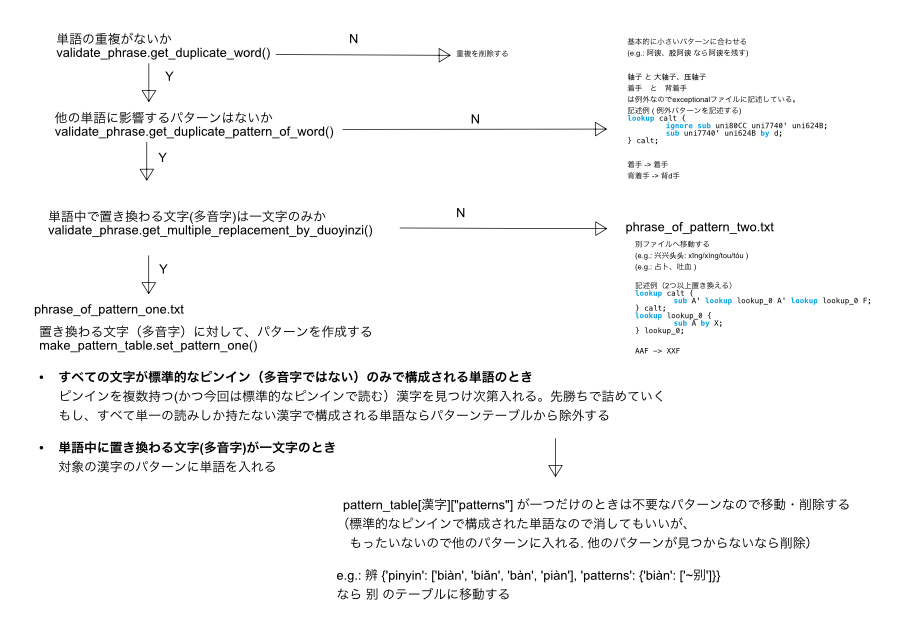 単語の重複がないか
validate_phrase.get_duplicate_word()
N
重複を削除する
Y
基本的に小さいパターンに合わせる
(e.g.: 阿䜣、胶阿䜣 なら阿䜣を残す)
他の単語に影響するパターンはないか
validate_phrase.get_duplicate_pattern_of_word()
N
Y
軸子 と 大軸子、圧軸子
着手　と　背着手
は例外なのでexceptionalファイルに記述している。
記述例 ( 例外パターンを記述する)
lookup calt {
ignore sub uni80CC uni7740' uni624B;
sub uni7740' uni624B by d;
} calt;
着手 -> 着手
背着手 -> 背d手
単語中で置き換わる文字(多音字)は一文字のみか
validate_phrase.get_multiple_replacement_by_duoyinzi()
N
Y
phrase_of_pattern_two.txt
別ファイルへ移動する
(e.g.: 兴兴头头: xīng/xìng/tou/tóu )
(e.g.: 占卜、吐血 )
記述例（2つ以上置き換える）
lookup calt {
sub A' lookup lookup_0 A' lookup lookup_0 F;
} calt;
lookup lookup_0 {
sub A by X;
} lookup_0;
AAF -> XXF
phrase_of_pattern_one.txt
置き換わる文字（多音字）に対して、パターンを作成する
make_pattern_table.set_pattern_one()
• すべての文字が標準的なピンイン（多音字ではない）のみで構成される単語のとき
ピンインを複数持つ(かつ今回は標準的なピンインで読む）漢字を見つけ次第入れる。先勝ちで詰めていく
もし、すべて単一の読みしか持たない漢字で構成される単語ならパターンテーブルから除外する
• 単語中に置き換わる文字(多音字)が一文字のとき
対象の漢字のパターンに単語を入れる
pattern_table[漢字]["patterns"] が一つだけのときは不要なパターンなので移動・削除する
（標準的なピンインで構成された単語なので消してもいいが、
もったいないので他のパターンに入れる. 他のパターンが見つからないなら削除）
e.g.: 辨 {'pinyin': ['biàn', 'biǎn', 'bàn', 'piàn'], 'patterns': {'biàn': ['~别']}}
なら 别 のテーブルに移動する